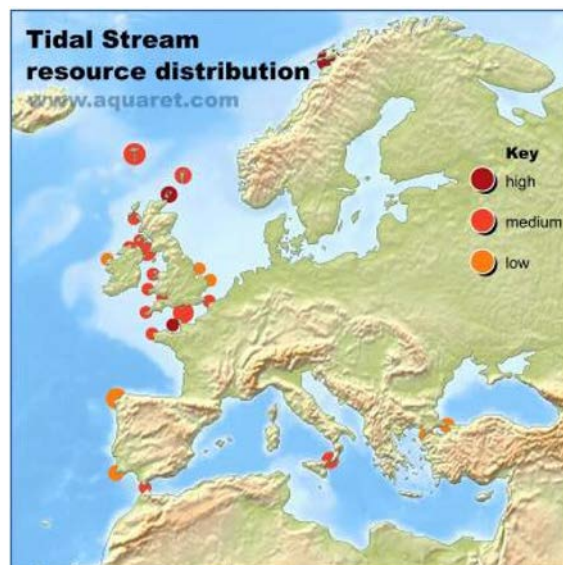 Tidal Stream
resource distribution
www.aquaret.com
Key
high
medium
low